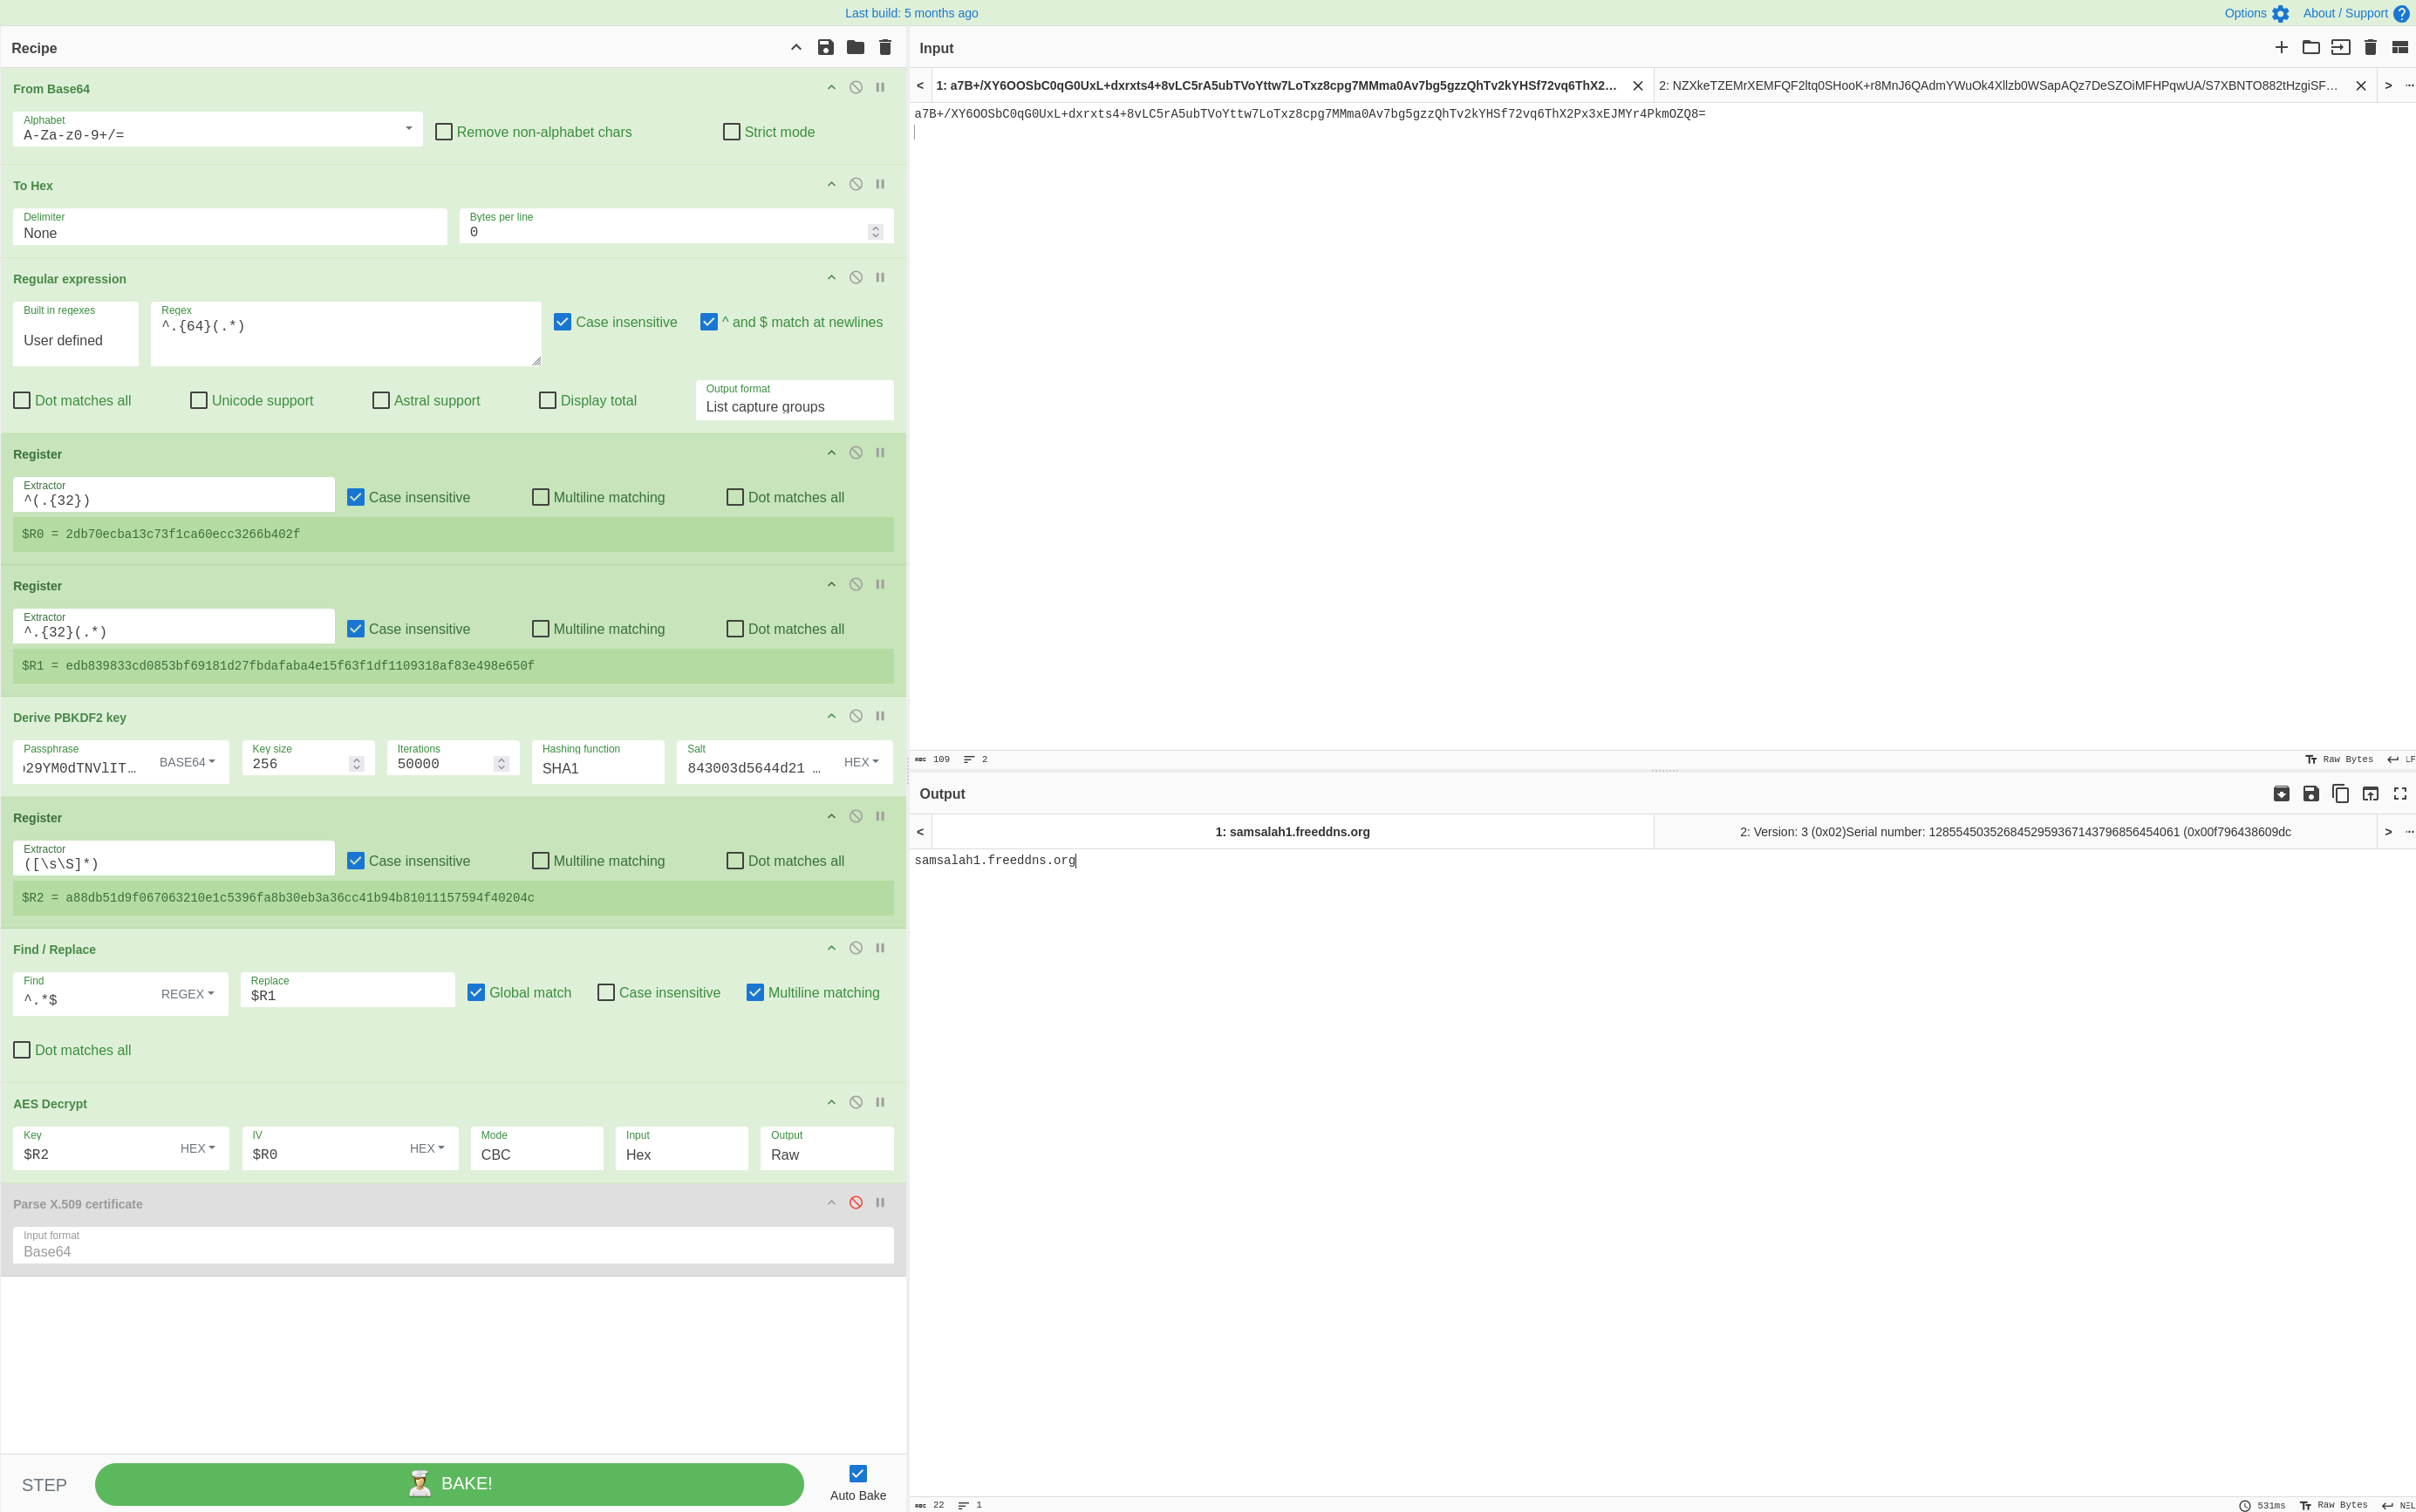 Last build: 5 months ago
Options
About / Support
Recipe
From Base64
Alphabet
A-Za-z0-9+/=
Remove non-alphabet chars
Strict mode
To Hex
Delimiter
None
Bytes per line
0
Regular expression
Built in regexes
User defined
Regex
^.{64}(.*)
Case insensitive
^ and $ match at newlines
Dot matches all
Unicode support
Astral support
Display total
Output format
List capture groups
Register
Extractor
^(.{32})
Case insensitive
Multiline matching
Dot matches all
$R0 = 2db70ecba13c73f1ca60ecc3266b402f
Register
Extractor
^.{32}(.*)
Case insensitive
Multiline matching
Dot matches all
$R1 = edb839833cd0853bf69181d27fbdafaba4e15f63f1df1109318af83e498e650f
Derive PBKDF2 key
Passphrase
29YM0dTNVlIT…
BASE64
Key size
256
Iterations
50000
Hashing function
SHA1
Salt
843003d5644d21 …
HEX
Register
Extractor
([\s\S]*)
Case insensitive
Multiline matching
Dot matches all
$R2 = a88db51d9f067063210e1c5396fa8b30eb3a36cc41b94b81011157594f40204c
Find / Replace
Find
^.*$
REGEX
Replace
$R1
Global match
Case insensitive
Multiline matching
Dot matches all
AES Decrypt
Key
$R2
HEX
IV
$R0
HEX
Mode
CBC
Input
Hex
Output
Raw
Parse X.509 certificate
Input format
Base64
STEP
BAKE!
Auto Bake
Input
< 1: a7B+/XY6OOSbC0qG0UxL+dxrxts4+8vLC5rA5ubTVoYttw7LoTxz8cpg7MMma0Av7bg5gzzQhTv2kYHSf72vq6ThX2…
2: NZXkeTZEMrXEMFQF2ltq0SHooK+r8MnJ6QAdmYWuOk4Xllzb0WSapAQz7DeSZOiMFHPqwUA/S7XBNTO882tHzgiSF… > ...
a7B+/XY6OOSbC0qG0UxL+dxrxts4+8vLC5rA5ubTVoYttw7LoTxz8cpg7MMma0Av7bg5gzzQhTv2kYHSf72vq6ThX2Px3xEJMYr4PkmOZQ8=
109
2
Raw Bytes
LF
Output
< 1: samsalah1.freeddns.org
2: Version: 3 (0x02)Serial number: 328554503526845295936714379685645​4061 (0x00f796438609dc > ...
samsalah1.freeddns.org
22
1
531ms
Raw Bytes
NEL